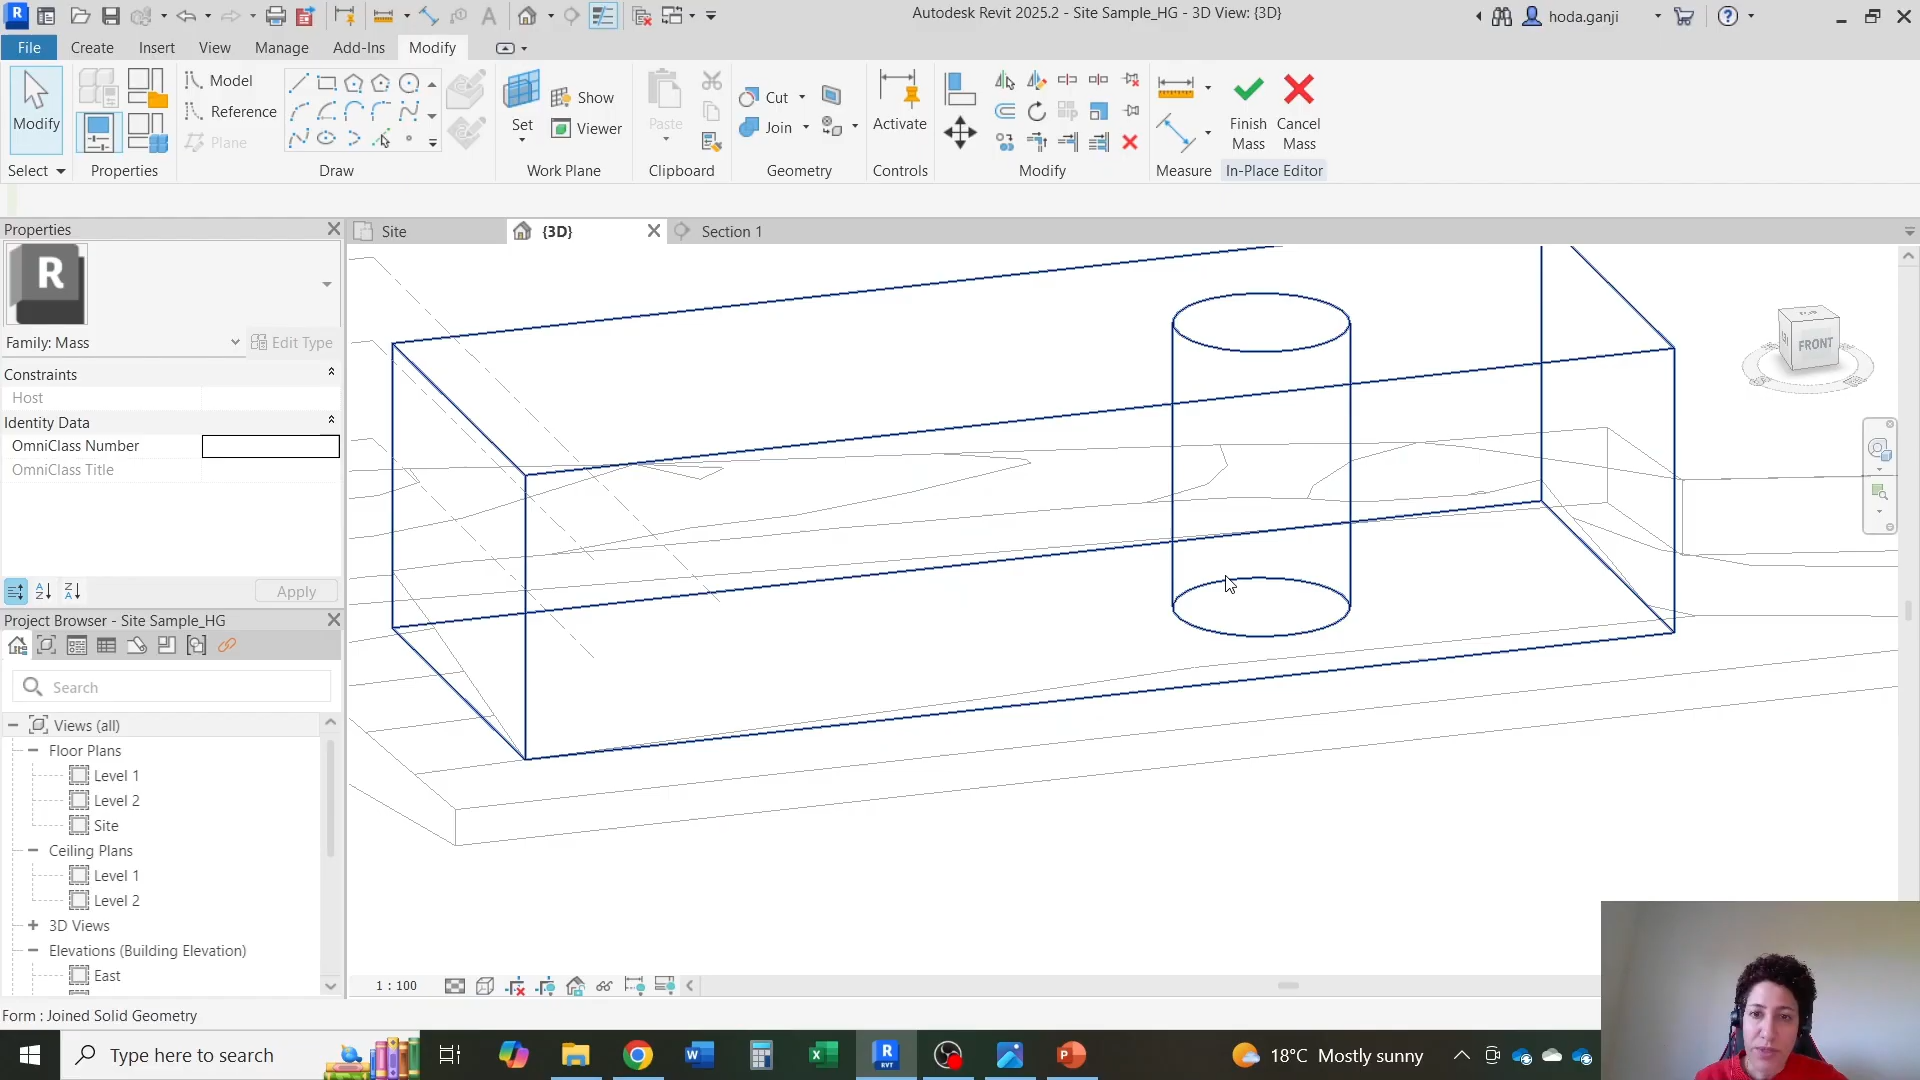 Autodesk Revit 2025.2 - Site Sample_HG - 3D View: {3D}
hoda.ganji
File
Create
Insert
View
Manage
Add-Ins
Modify
Modify
Model
Reference
Plane
Set
Show
Viewer
Paste
Cut
Join
Activate
Finish
Mass
Cancel
Mass
Select
Properties
Draw
Work Plane
Clipboard
Geometry
Controls
Modify
Measure
In-Place Editor
Properties
Site
{3D}
Section 1
R
Family: Mass
Edit Type
Constraints
Host
Identity Data
OmniClass Number
OmniClass Title
Apply
FRONT
Project Browser - Site Sample_HG
Search
Views (all)
Floor Plans
Level 1
Level 2
Site
Ceiling Plans
Level 1
Level 2
3D Views
Elevations (Building Elevation)
East
1 : 100
Form : Joined Solid Geometry
Type here to search
18°C Mostly sunny